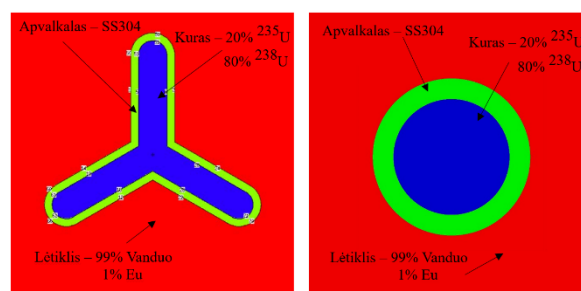 Apvalkalas – SS304
Kuras – 20% ²³⁵U
80% ²³⁸U
Lėtiklis – 99% Vanduo
1% Eu
Apvalkalas – SS304
Kuras – 20% ²³⁵U
80% ²³⁸U
Lėtiklis – 99% Vanduo
1% Eu